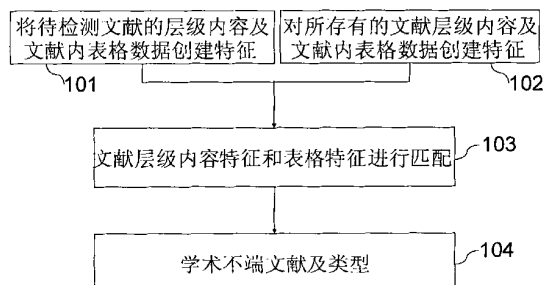 将待检测文献的层级内容及
文献内表格数据创建特征
101
对所存有的文献层级内容及
文献内表格数据创建特征
102
文献层级内容特征和表格特征进行匹配
103
学术不端文献及类型
104